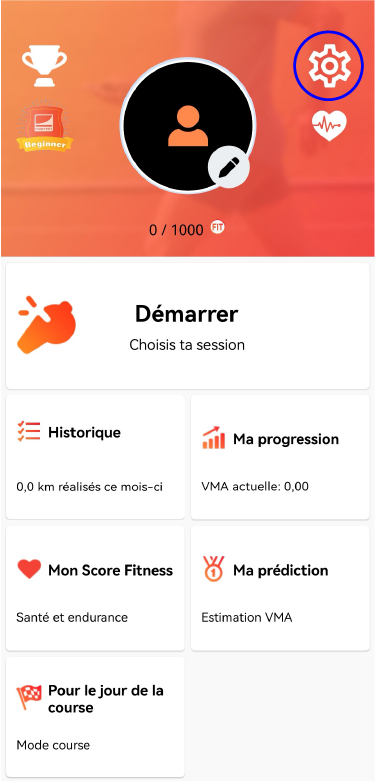 Beginner
0 / 1000 FIT
Démarrer
Choisis ta session
Historique
0,0 km réalisés ce mois-ci
Ma progression
VMA actuelle: 0,00
Mon Score Fitness
Santé et endurance
Ma prédiction
1
Estimation VMA
Pour le jour de la
course
Mode course